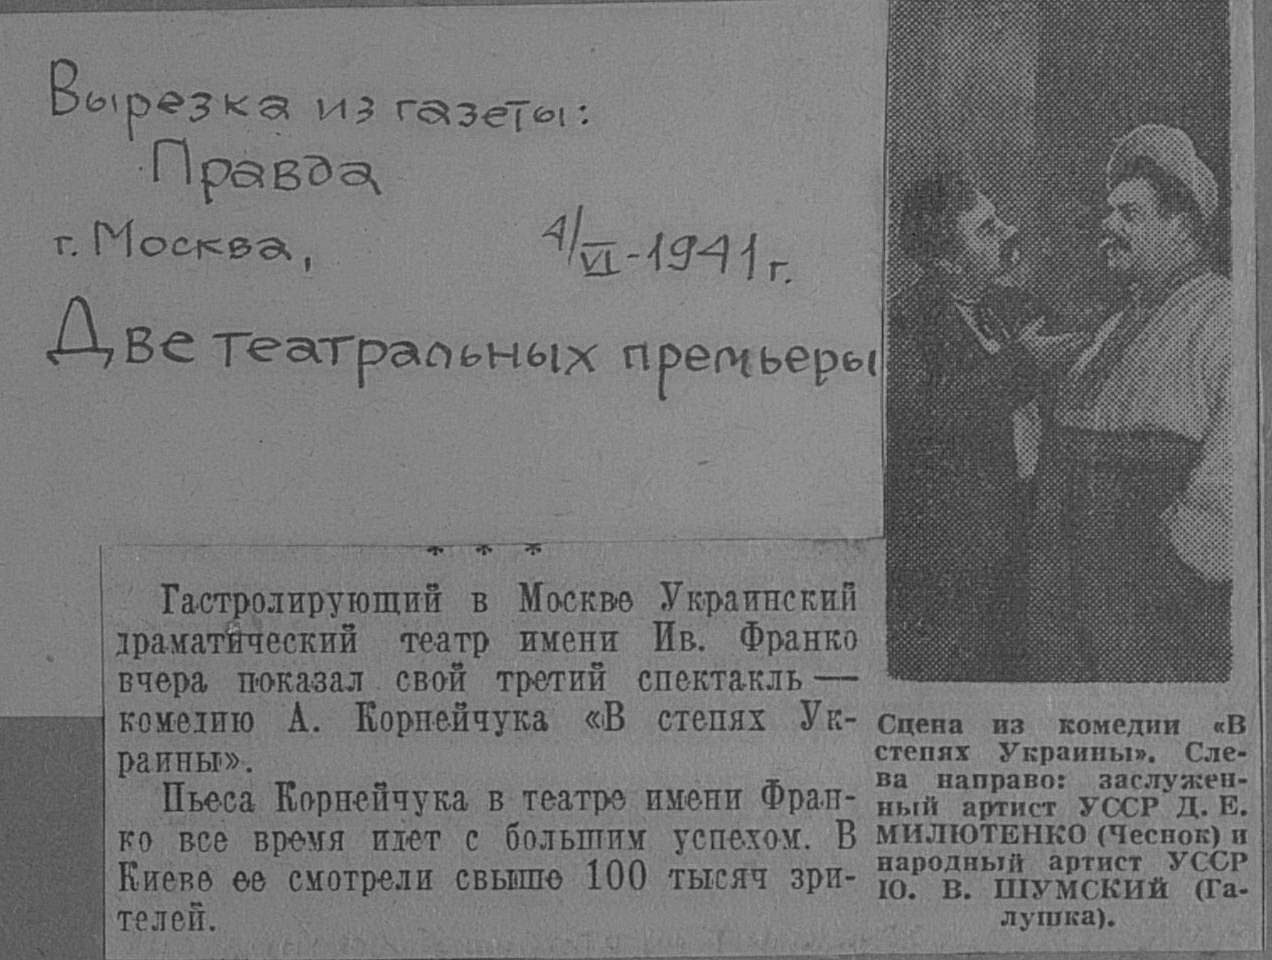 Вырезка из газеты:
Правда
г. Москва, 4/VI-1941 г.
Две театральных премьеры
* * *
Гастролирующий в Москве Украинский
драматический театр имени Ив. Франко
вчера показал свой третий спектакль —
комедию А. Корнейчука «В степях Ук-
раины».
Пьеса Корнейчука в театре имени Фран-
ко все время идет с большим успехом. В
Киеве ее смотрели свыше 100 тысяч зри-
телей.
Сцена из комедии «В
степях Украины». Сле-
ва направо: заслужен-
ный артист УССР Д. Е.
МИЛЮТЕНКО (Чеснок) и
народный артист УССР
Ю. В. ШУМСКИЙ (Га-
лушка).